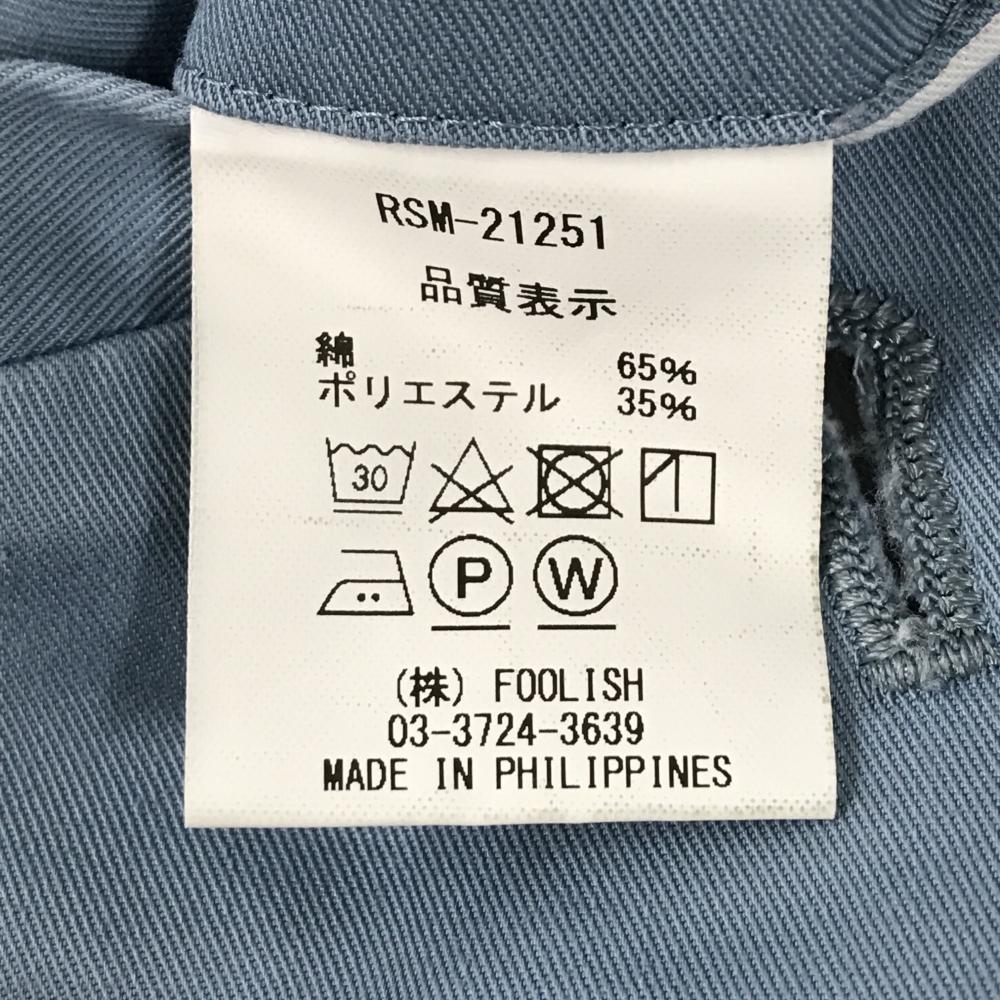 RSM-21251
品質表示
綿 65%
ポリエステル 35%
30
P W
(株) FOOLISH
03-3724-3639
MADE IN PHILIPPINES